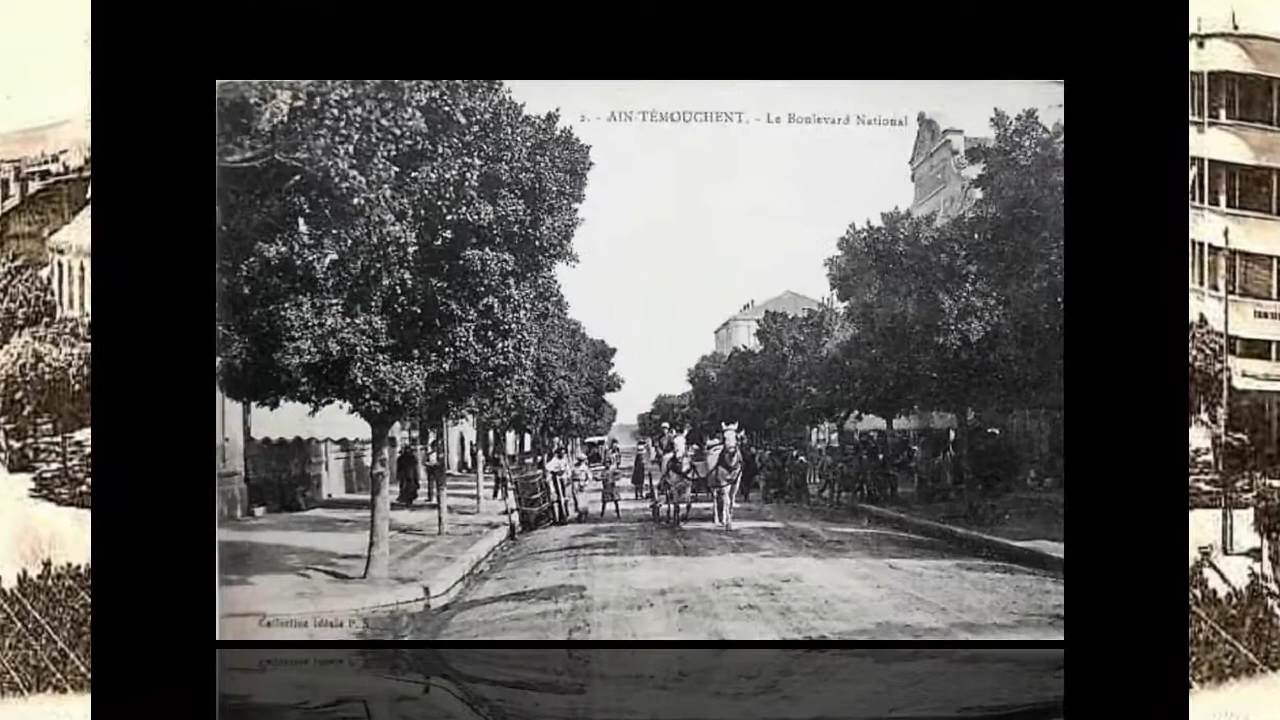 2. - AIN-TÉMOUCHENT. - Le Boulevard National
Collection Idéale P. S.